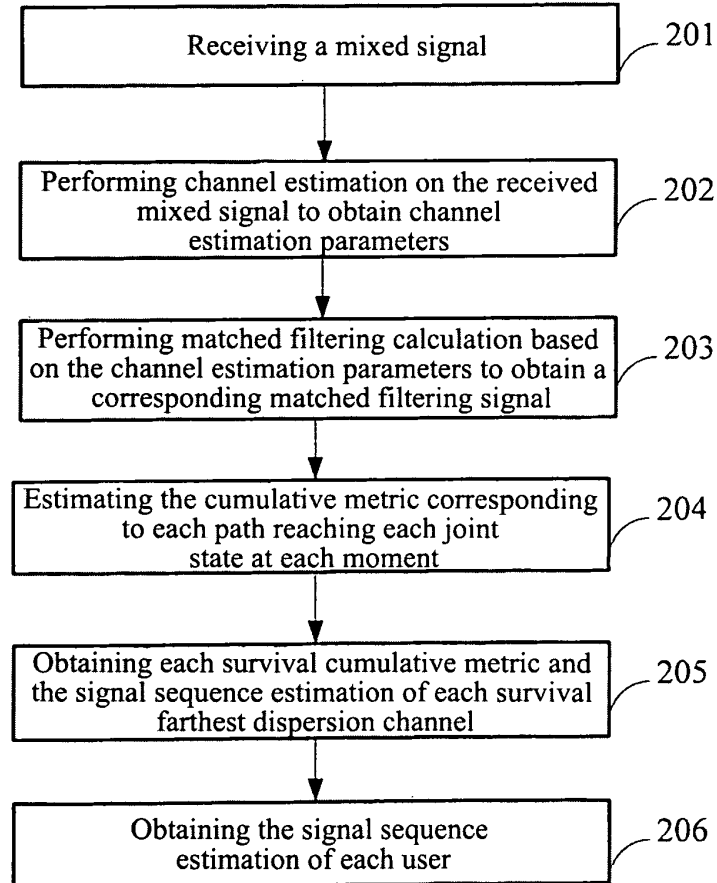 Receiving a mixed signal
201
Performing channel estimation on the received
mixed signal to obtain channel
estimation parameters
202
Performing matched filtering calculation based
on the channel estimation parameters to obtain a
corresponding matched filtering signal
203
Estimating the cumulative metric corresponding
to each path reaching each joint
state at each moment
204
Obtaining each survival cumulative metric and
the signal sequence estimation of each survival
farthest dispersion channel
205
Obtaining the signal sequence
estimation of each user
206